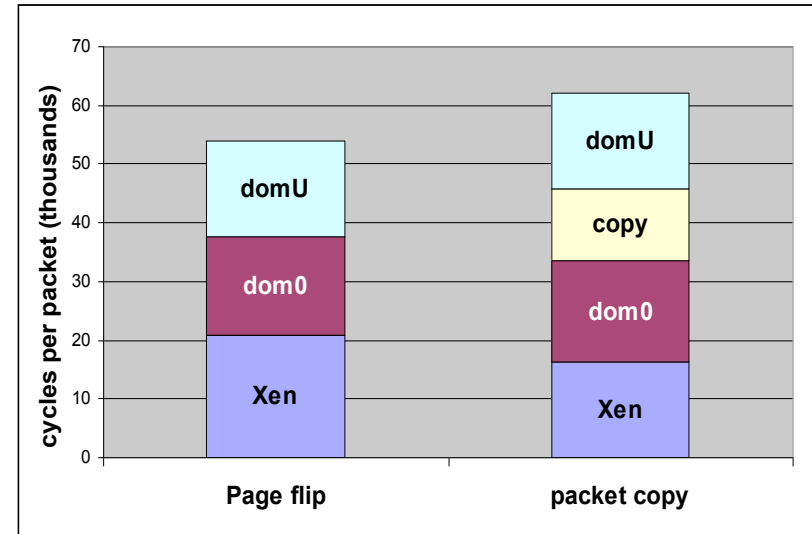 cycles per packet (thousands)
70
60
50
40
30
20
10
0
domU
dom0
Xen
domU
copy
dom0
Xen
Page flip
packet copy